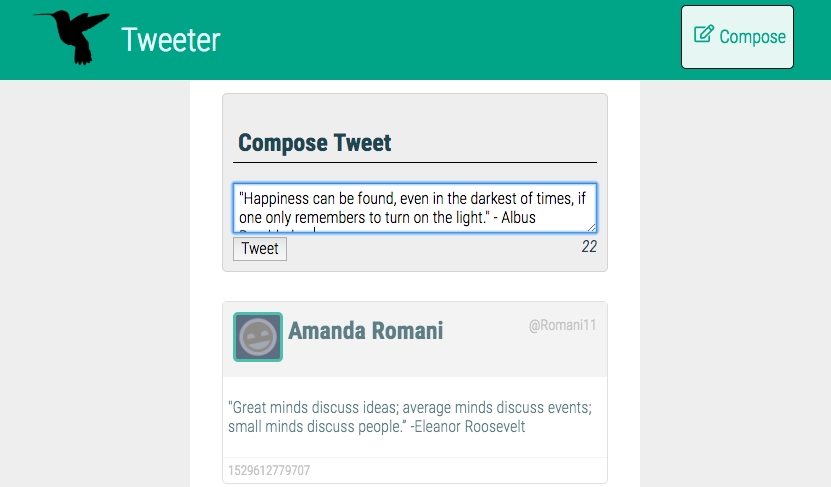 Tweeter
Compose
Compose Tweet
"Happiness can be found, even in the darkest of times, if
one only remembers to turn on the light." - Albus
Tweet
22
Amanda Romani
@Romani11
"Great minds discuss ideas; average minds discuss events;
small minds discuss people." -Eleanor Roosevelt
1529612779707